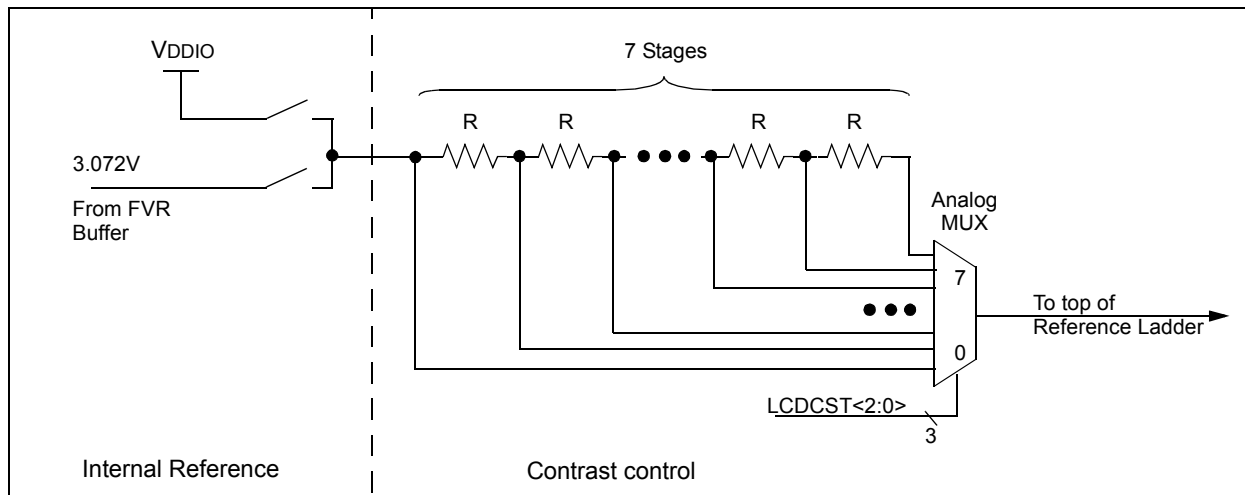 VDDIO
7 Stages
R
R
R
R
3.072V
From FVR
Buffer
Analog
MUX
7
0
To top of
Reference Ladder
LCDCST<2:0>
3
Internal Reference
Contrast control